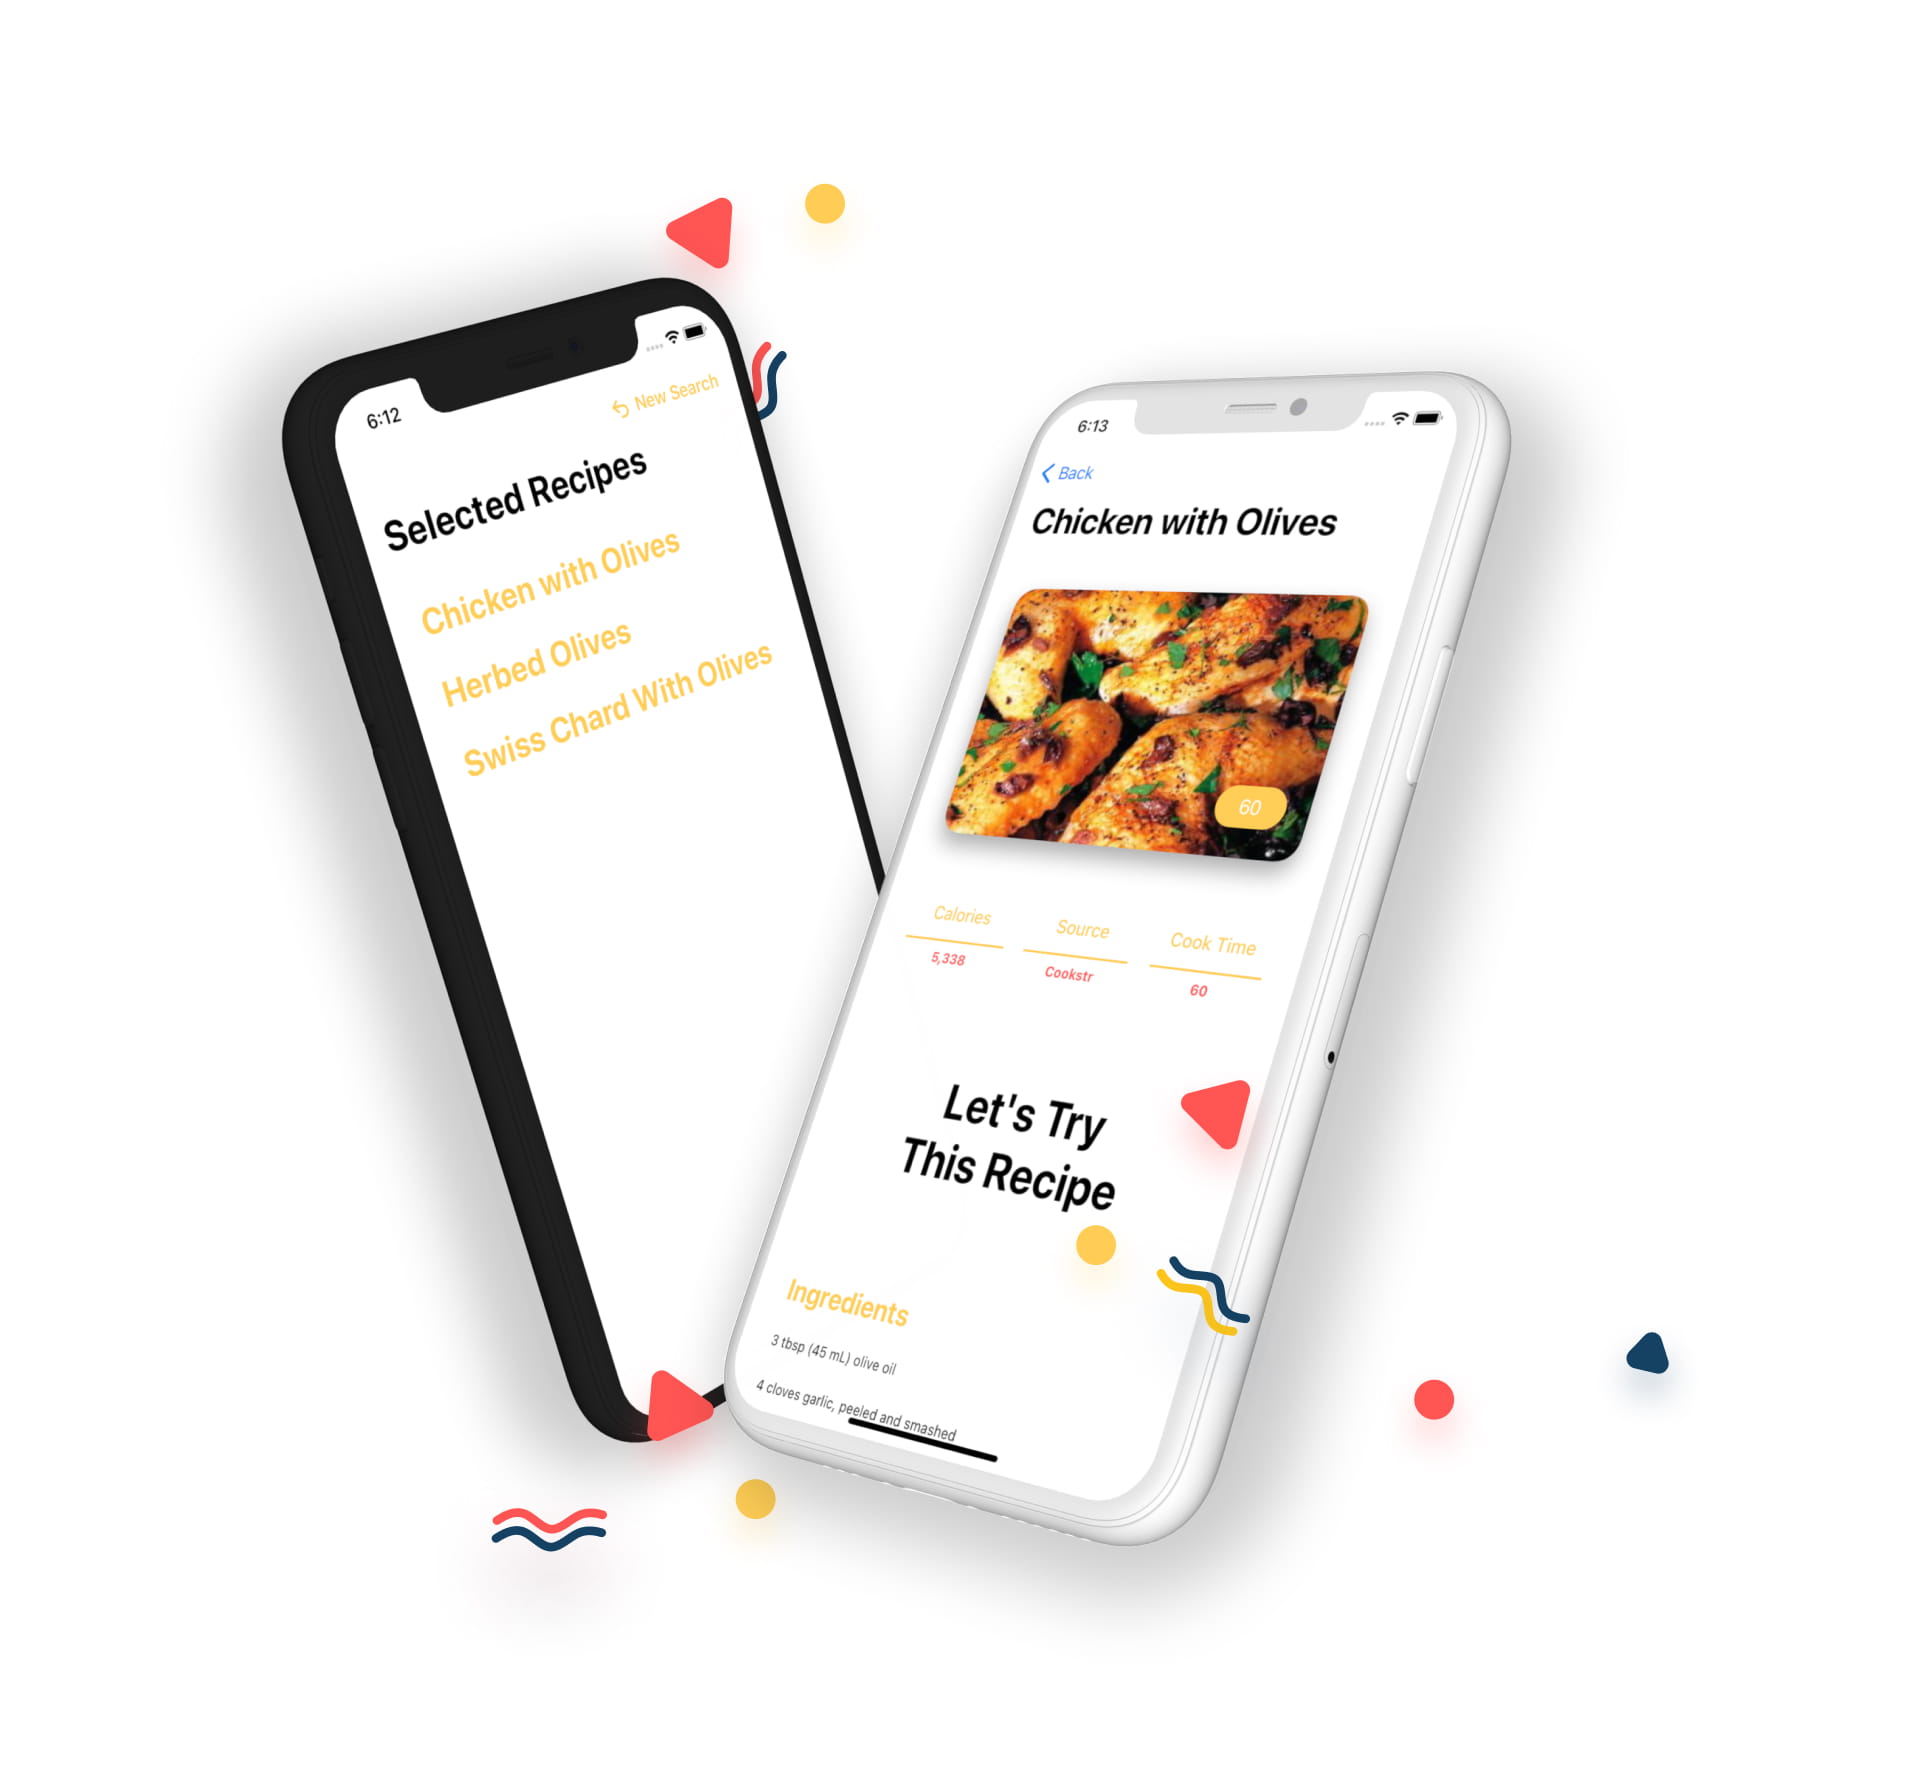 6:12
New Search
Selected Recipes
Chicken with Olives
Herbed Olives
Swiss Chard With Olives
6:13
Back
Chicken with Olives
60
Calories
Source
Cook Time
5,338
Cookstr
60
Let's Try
This Recipe
Ingredients
3 tbsp (45 mL) olive oil
4 cloves garlic, peeled and smashed